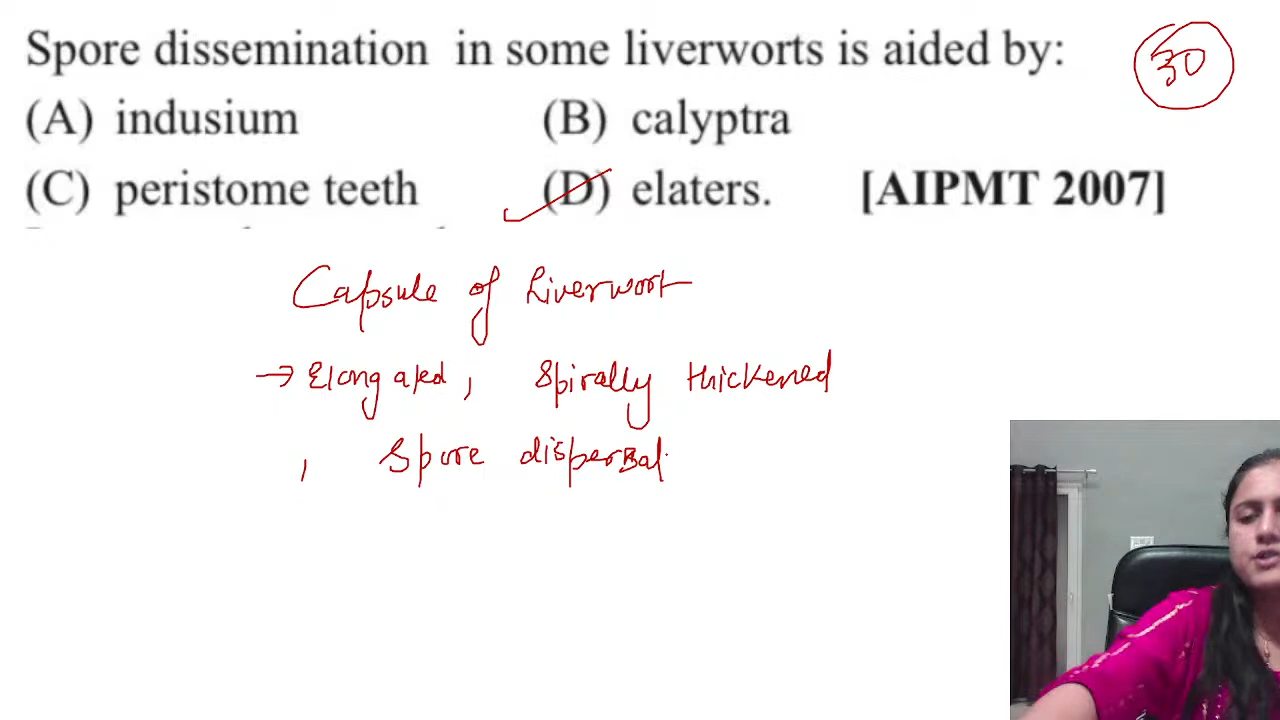 Spore dissemination in some liverworts is aided by:
30
(A) indusium (B) calyptra
(C) peristome teeth (D) elaters. [AIPMT 2007]
Capsule of Liverwort
→ Elongated, Spirally thickened
, Spore dispersal